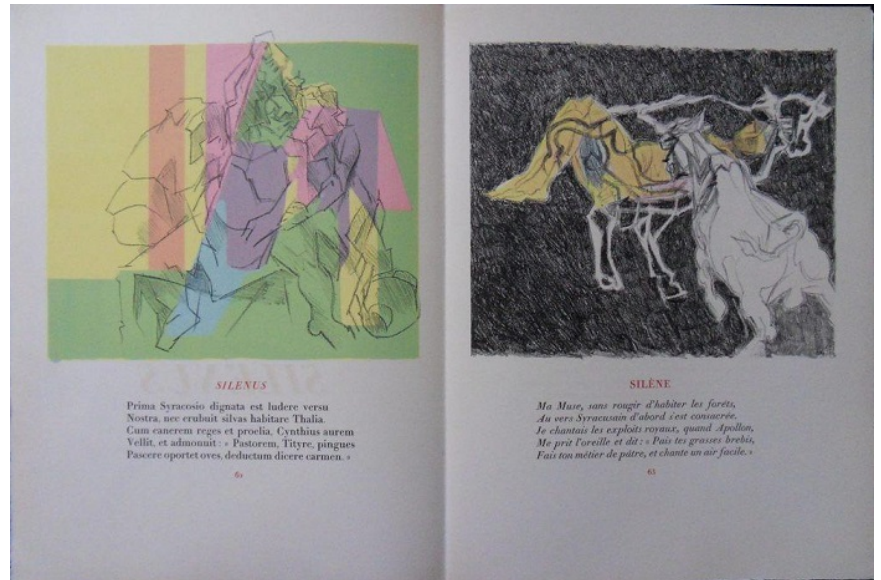 SILENUS
Prima Syracosio dignata est ludere versu
Nostra, nec erubuit silvas habitare Thalia.
Cum canerem reges et proelia, Cynthius aurem
Vellit, et admonuit : « Pastorem, Tityre, pingues
Pascere oportet oves, deductum dicere carmen. »
SILÈNE
Ma Muse, sans rougir d'habiter les forêts,
Au vers Syracusain d'abord s'est consacrée.
Je chantais les exploits royaux, quand Apollon,
Me prit l'oreille et dit : « Pais tes grasses brebis,
Fais ton métier de pâtre, et chante un air facile. »